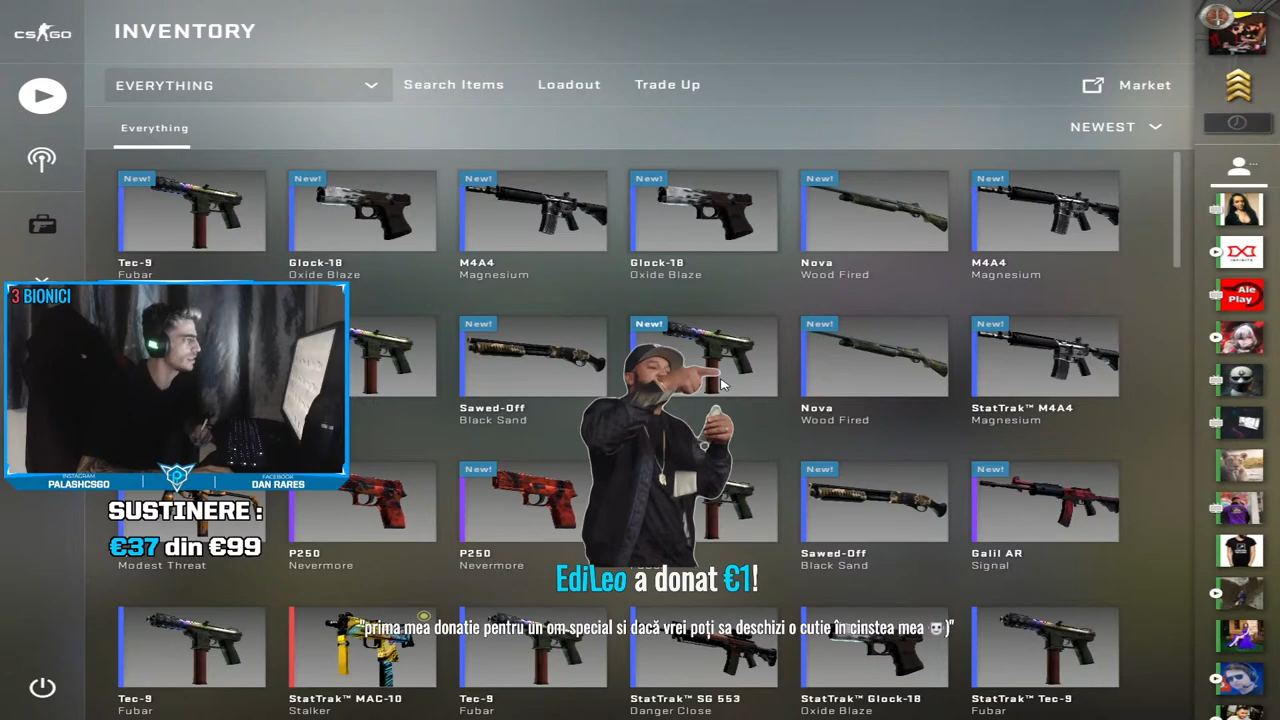 CS:GO
INVENTORY
EVERYTHING
Search Items
Loadout
Trade Up
Market
Everything
NEWEST
New!
New!
New!
New!
New!
New!
Tec-9
Fubar
Glock-18
Oxide Blaze
M4A4
Magnesium
Glock-18
Oxide Blaze
Nova
Wood Fired
M4A4
Magnesium
3 BIONICI
New!
New!
New!
New!
Sawed-Off
Black Sand
Nova
Wood Fired
StatTrak™ M4A4
Magnesium
INSTAGRAM
PALASHCSGO
FACEBOOK
DAN RARES
New!
New!
New!
SUSTINERE :
€37 din €99
Modest Threat
P250
Nevermore
P250
Nevermore
Sawed-Off
Black Sand
Galil AR
Signal
EdiLeo a donat €1!
"prima mea donatie pentru un om special si dacă vrei poți sa deschizi o cutie în cinstea mea 💀)"
Tec-9
Fubar
StatTrak™ MAC-10
Stalker
Tec-9
Fubar
StatTrak™ SG 553
Danger Close
StatTrak™ Glock-18
Oxide Blaze
StatTrak™ Tec-9
Fubar
Ale
Play